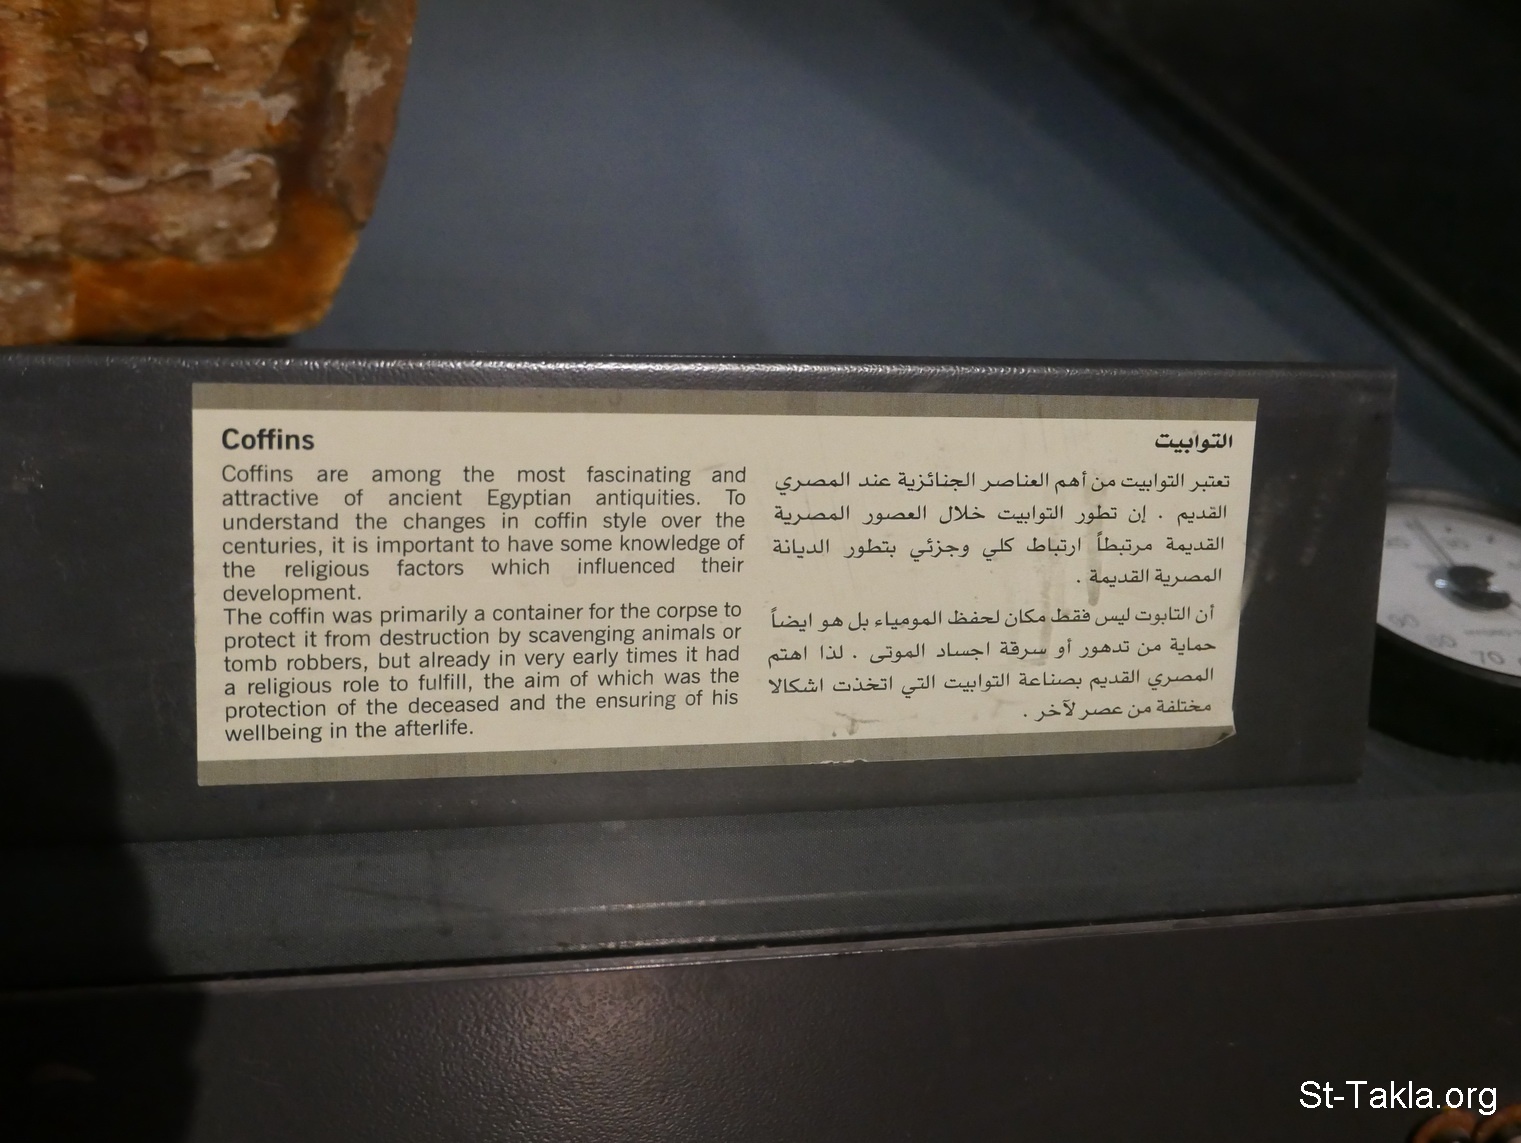 Coffins
Coffins are among the most fascinating and
attractive of ancient Egyptian antiquities. To
understand the changes in coffin style over the
centuries, it is important to have some knowledge of
the religious factors which influenced their
development.
The coffin was primarily a container for the corpse to
protect it from destruction by scavenging animals or
tomb robbers, but already in very early times it had
a religious role to fulfill, the aim of which was the
protection of the deceased and the ensuring of his
wellbeing in the afterlife.
التوابيت
تعتبر التوابيت من أهم العناصر الجنائزية عند المصري
القديم . إن تطور التوابيت خلال العصور المصرية
القديمة مرتبطاً ارتباط كلي وجزئي بتطور الديانة
المصرية القديمة .
أن التابوت ليس فقط مكان لحفظ المومياء بل هو ايضاً
حماية من تدهور أو سرقة اجساد الموتى . لذا اهتم
المصري القديم بصناعة التوابيت التي اتخذت اشكالا
مختلفة من عصر لآخر .
70
St-Takla.org